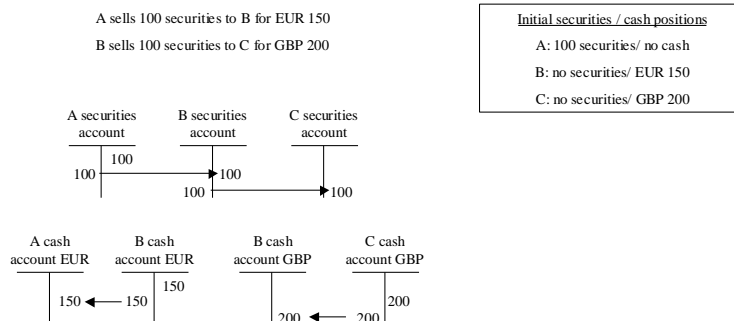 A sells 100 securities to B for EUR 150
B sells 100 securities to C for GBP 200
Initial securities / cash positions
A: 100 securities/ no cash
B: no securities/ EUR 150
C: no securities/ GBP 200
A securities account
B securities account
C securities account
100
100 100
100 100
A cash account EUR
B cash account EUR
B cash account GBP
C cash account GBP
150
150 150
200
200 200